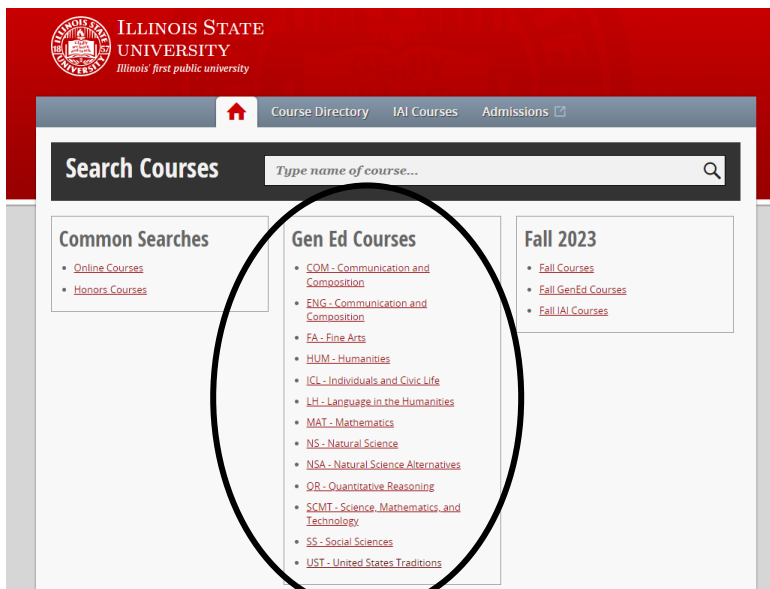 ILLINOIS STATE
UNIVERSITY
Illinois' first public university
Course Directory
IAI Courses
Admissions
Search Courses
Type name of course...
Common Searches
Online Courses
Honors Courses
Gen Ed Courses
COM - Communication and
Composition
ENG - Communication and
Composition
FA - Fine Arts
HUM - Humanities
ICL - Individuals and Civic Life
LH - Language in the Humanities
MAT - Mathematics
NS - Natural Science
NSA - Natural Science Alternatives
QR - Quantitative Reasoning
SCMT - Science, Mathematics, and
Technology
SS - Social Sciences
UST - United States Traditions
Fall 2023
Fall Courses
Fall GenEd Courses
Fall IAI Courses